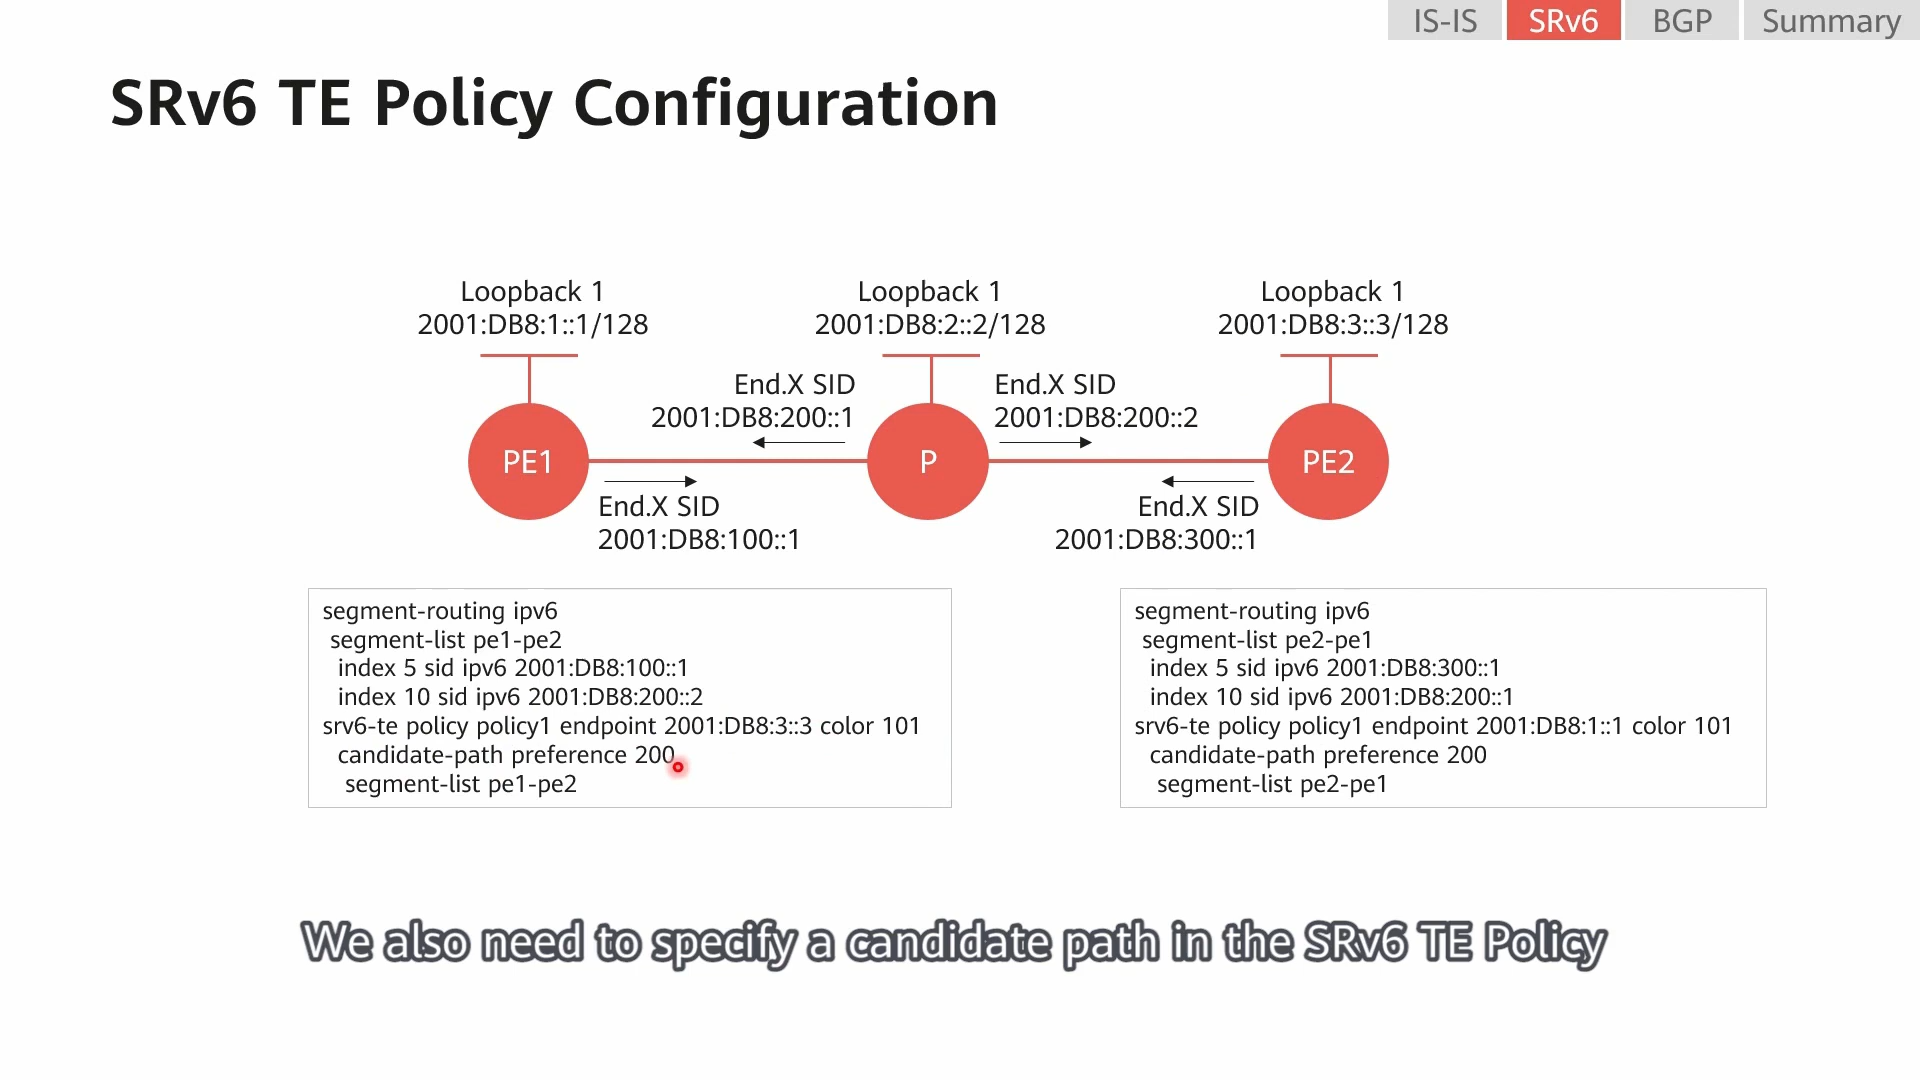 IS-IS SRv6 BGP Summary
SRv6 TE Policy Configuration
Loopback 1
2001:DB8:1::1/128
Loopback 1
2001:DB8:2::2/128
Loopback 1
2001:DB8:3::3/128
End.X SID
2001:DB8:200::1
End.X SID
2001:DB8:200::2
PE1
P
PE2
End.X SID
2001:DB8:100::1
End.X SID
2001:DB8:300::1
segment-routing ipv6
segment-list pe1-pe2
index 5 sid ipv6 2001:DB8:100::1
index 10 sid ipv6 2001:DB8:200::2
srv6-te policy policy1 endpoint 2001:DB8:3::3 color 101
candidate-path preference 200
segment-list pe1-pe2
segment-routing ipv6
segment-list pe2-pe1
index 5 sid ipv6 2001:DB8:300::1
index 10 sid ipv6 2001:DB8:200::1
srv6-te policy policy1 endpoint 2001:DB8:1::1 color 101
candidate-path preference 200
segment-list pe2-pe1
We also need to specify a candidate path in the SRv6 TE Policy